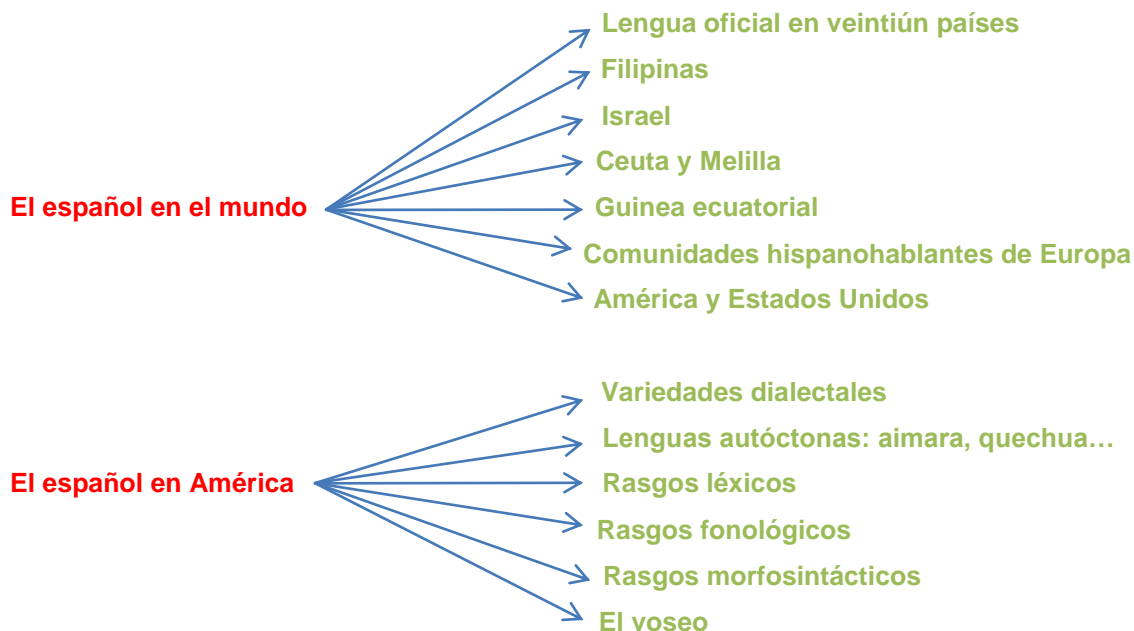 Lengua oficial en veintiún países
Filipinas
Israel
Ceuta y Melilla
El español en el mundo
Guinea ecuatorial
Comunidades hispanohablantes de Europa
América y Estados Unidos
Variedades dialectales
Lenguas autóctonas: aimara, quechua…
El español en América
Rasgos léxicos
Rasgos fonológicos
Rasgos morfosintácticos
El voseo